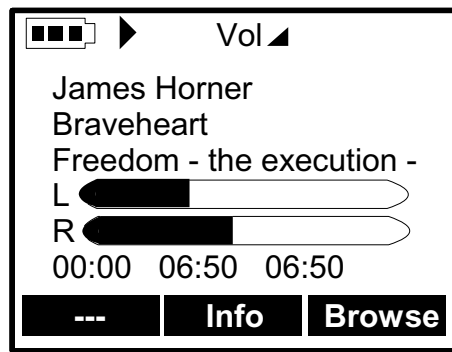 Vol
James Horner
Braveheart
Freedom - the execution -
L
R
00:00 06:50 06:50
--- Info Browse